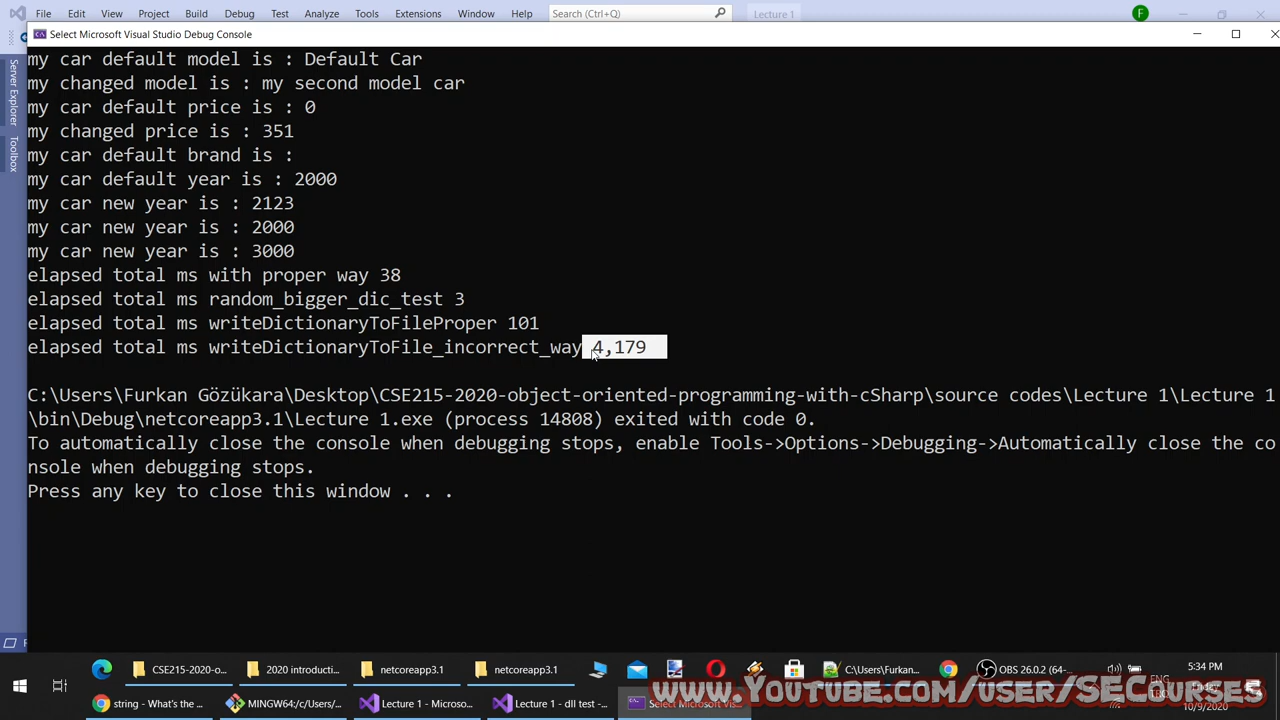 File Edit View Project Build Debug Test Analyze Tools Extensions Window Help Search (Ctrl+Q) Lecture 1 F
Select Microsoft Visual Studio Debug Console
Server Explorer
Toolbox
my car default model is : Default Car
my changed model is : my second model car
my car default price is : 0
my changed price is : 351
my car default brand is :
my car default year is : 2000
my car new year is : 2123
my car new year is : 2000
my car new year is : 3000
elapsed total ms with proper way 38
elapsed total ms random_bigger_dic_test 3
elapsed total ms writeDictionaryToFileProper 101
elapsed total ms writeDictionaryToFile_incorrect_way 4,179
C:\Users\Furkan Gözükara\Desktop\CSE215-2020-object-oriented-programming-with-cSharp\source codes\Lecture 1\Lecture 1
\bin\Debug\netcoreapp3.1\Lecture 1.exe (process 14808) exited with code 0.
To automatically close the console when debugging stops, enable Tools->Options->Debugging->Automatically close the co
nsole when debugging stops.
Press any key to close this window . . .
CSE215-2020-o... 2020 introducti... netcoreapp3.1 netcoreapp3.1 C:\Users\Furkan... OBS 26.0.2 (64-... ENG 5:34 PM
string - What's the ... MINGW64:/c/Users/... Lecture 1 - Microso... Lecture 1 - dll test -... Select Microsoft Vis... 10/9/2020
www.Youtube.com/user/SECourses